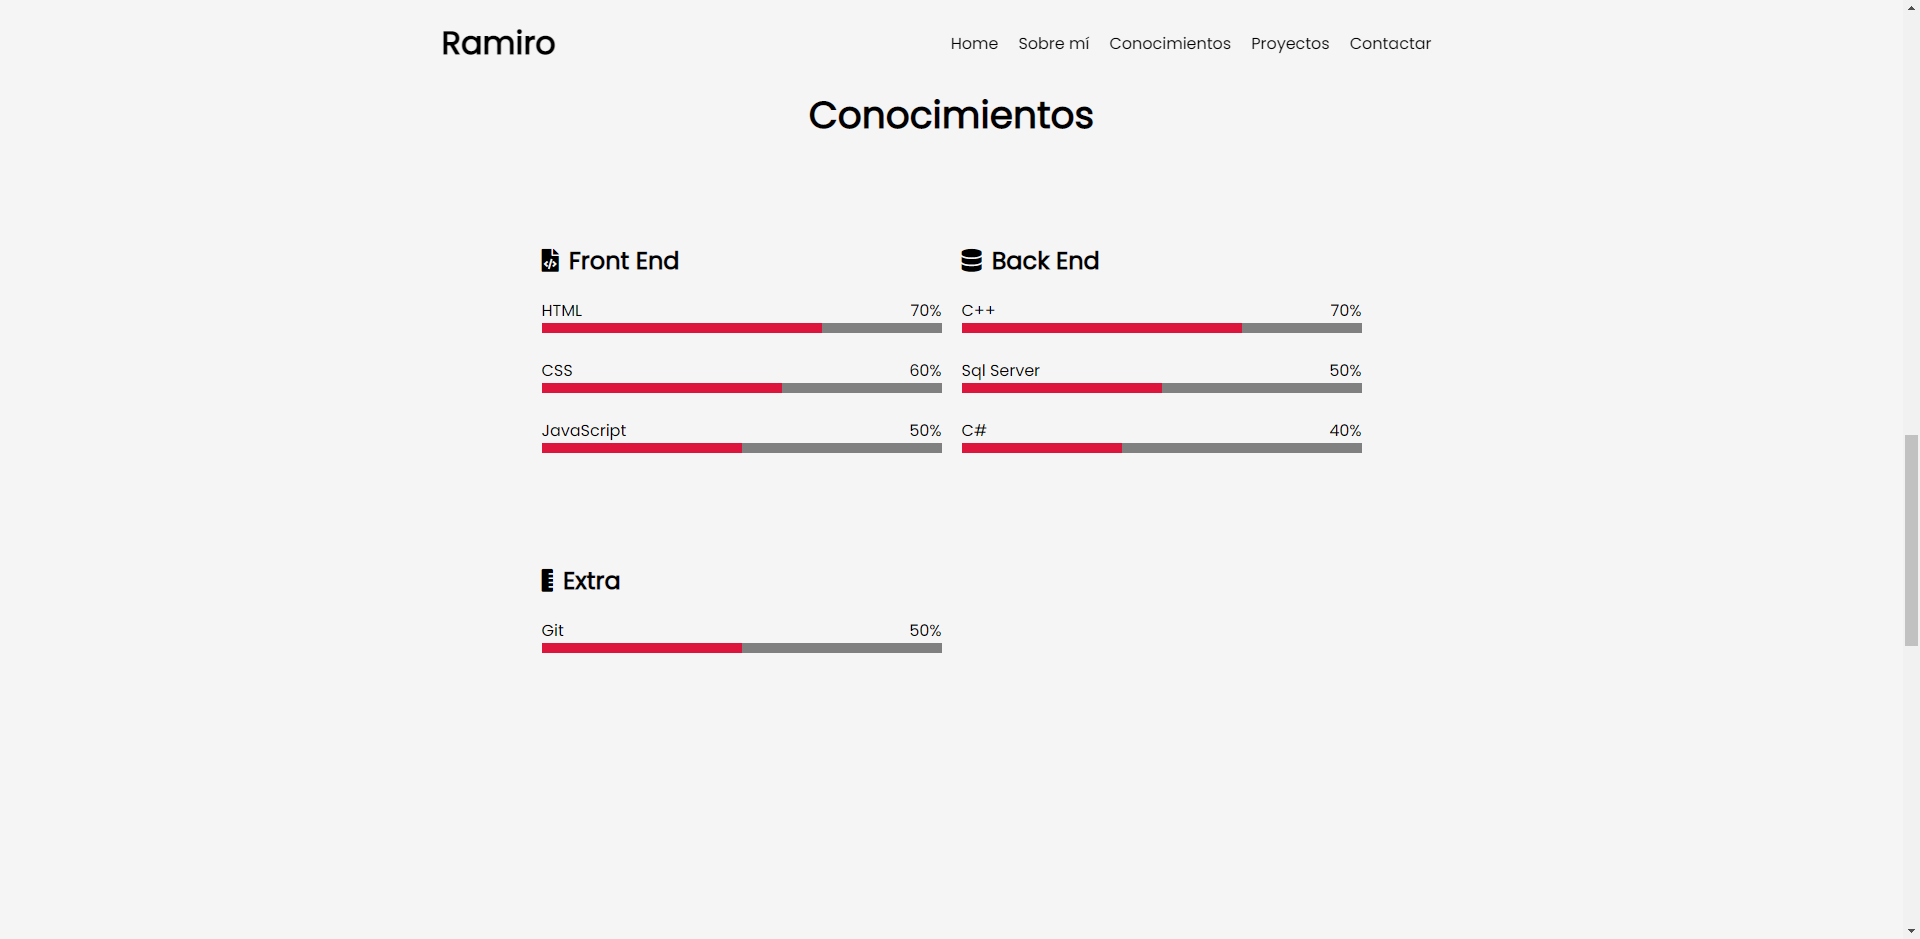 Ramiro
Home Sobre mí Conocimientos Proyectos Contactar
Conocimientos
Front End
HTML 70%
CSS 60%
JavaScript 50%
Back End
C++ 70%
Sql Server 50%
C# 40%
Extra
Git 50%